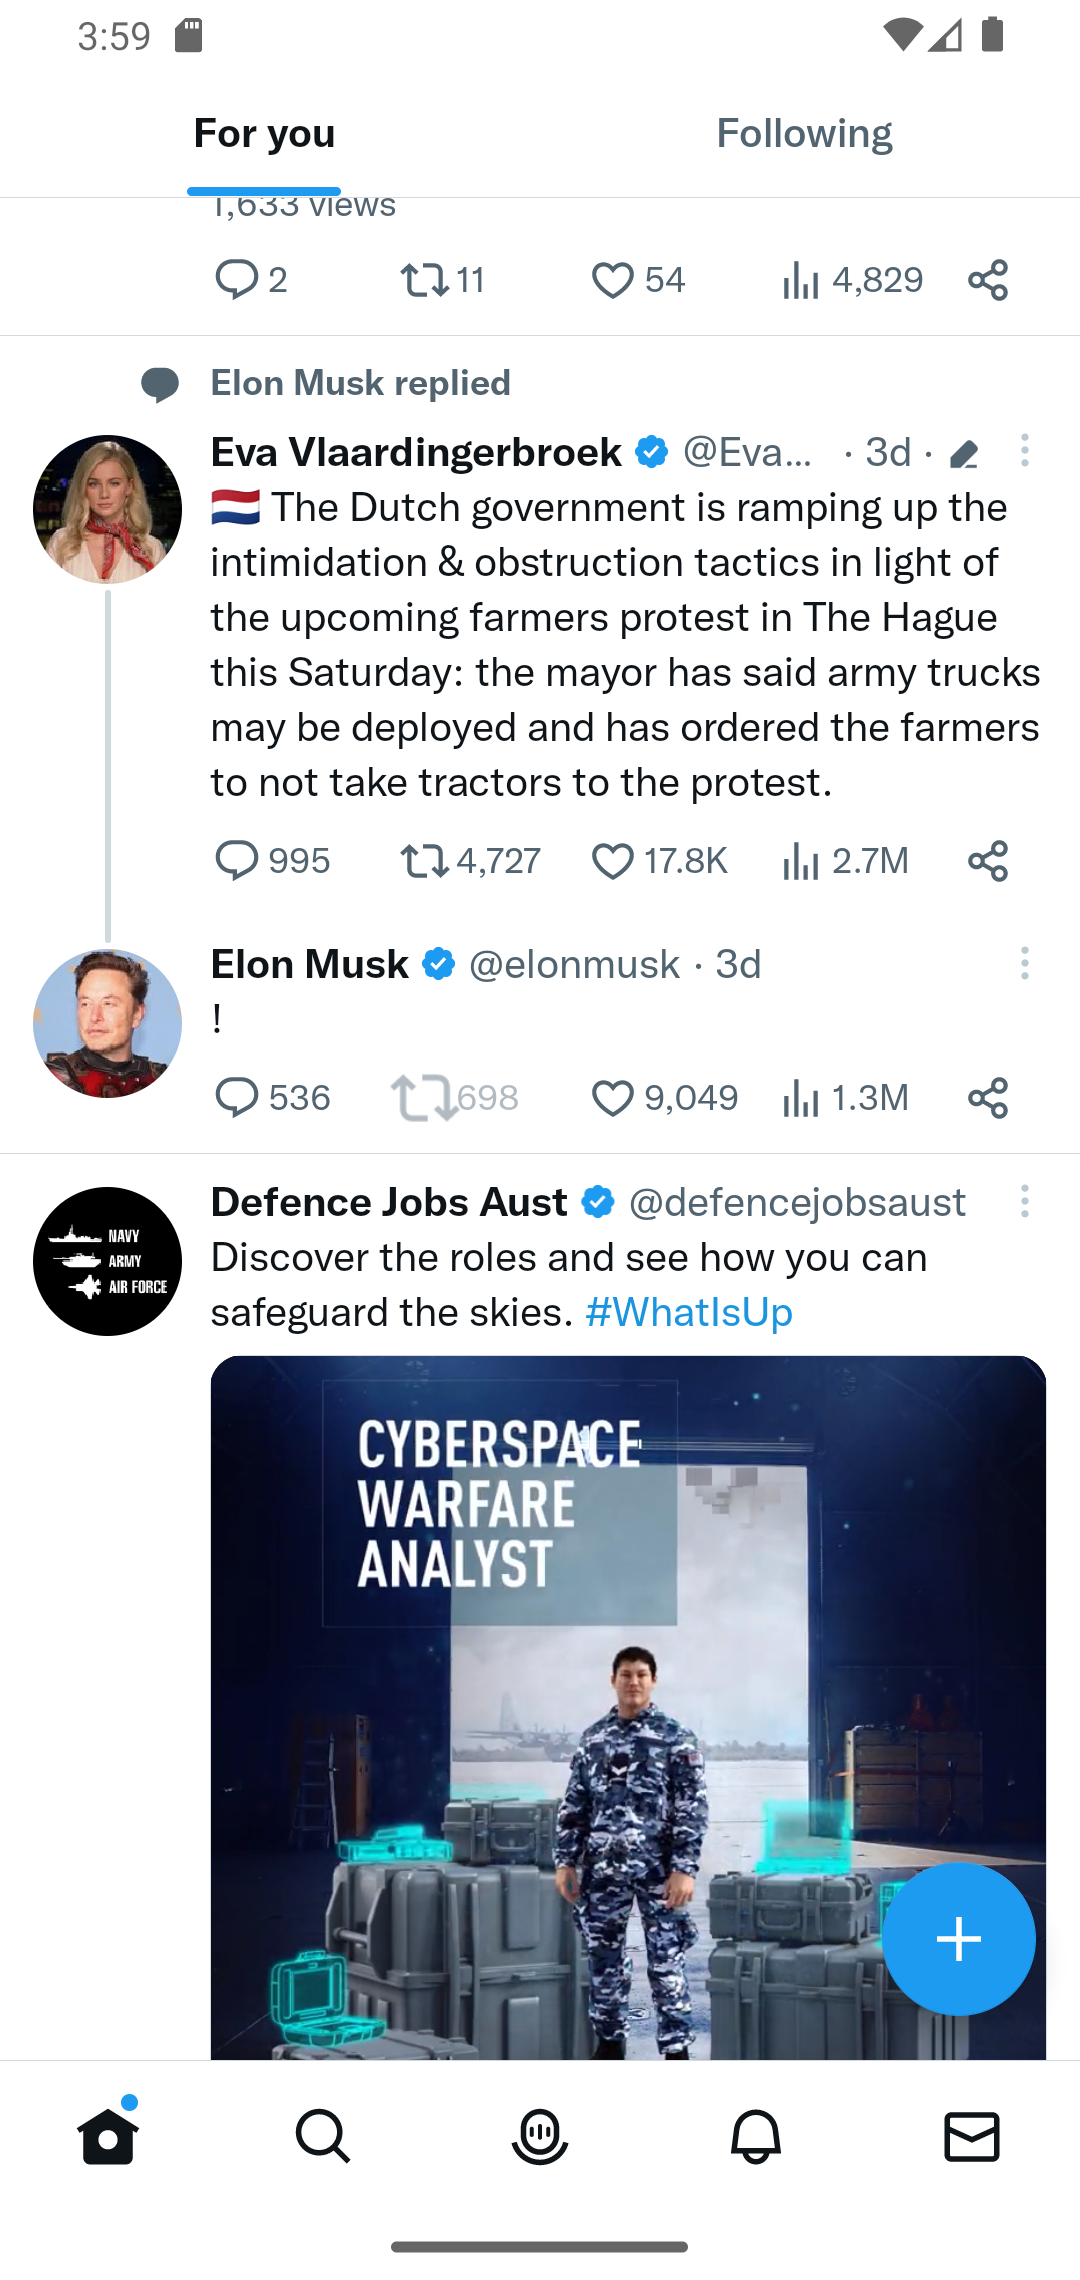 3:59
For you
Following
1,633 views
2
11
54
4,829
Elon Musk replied
Eva Vlaardingerbroek @Eva... · 3d ·
The Dutch government is ramping up the
intimidation & obstruction tactics in light of
the upcoming farmers protest in The Hague
this Saturday: the mayor has said army trucks
may be deployed and has ordered the farmers
to not take tractors to the protest.
995
4,727
17.8K
2.7M
Elon Musk @elonmusk · 3d
!
536
698
9,049
1.3M
Defence Jobs Aust @defencejobsaust
NAVY
ARMY
AIR FORCE
Discover the roles and see how you can
safeguard the skies. #WhatIsUp
CYBERSPACE
WARFARE
ANALYST